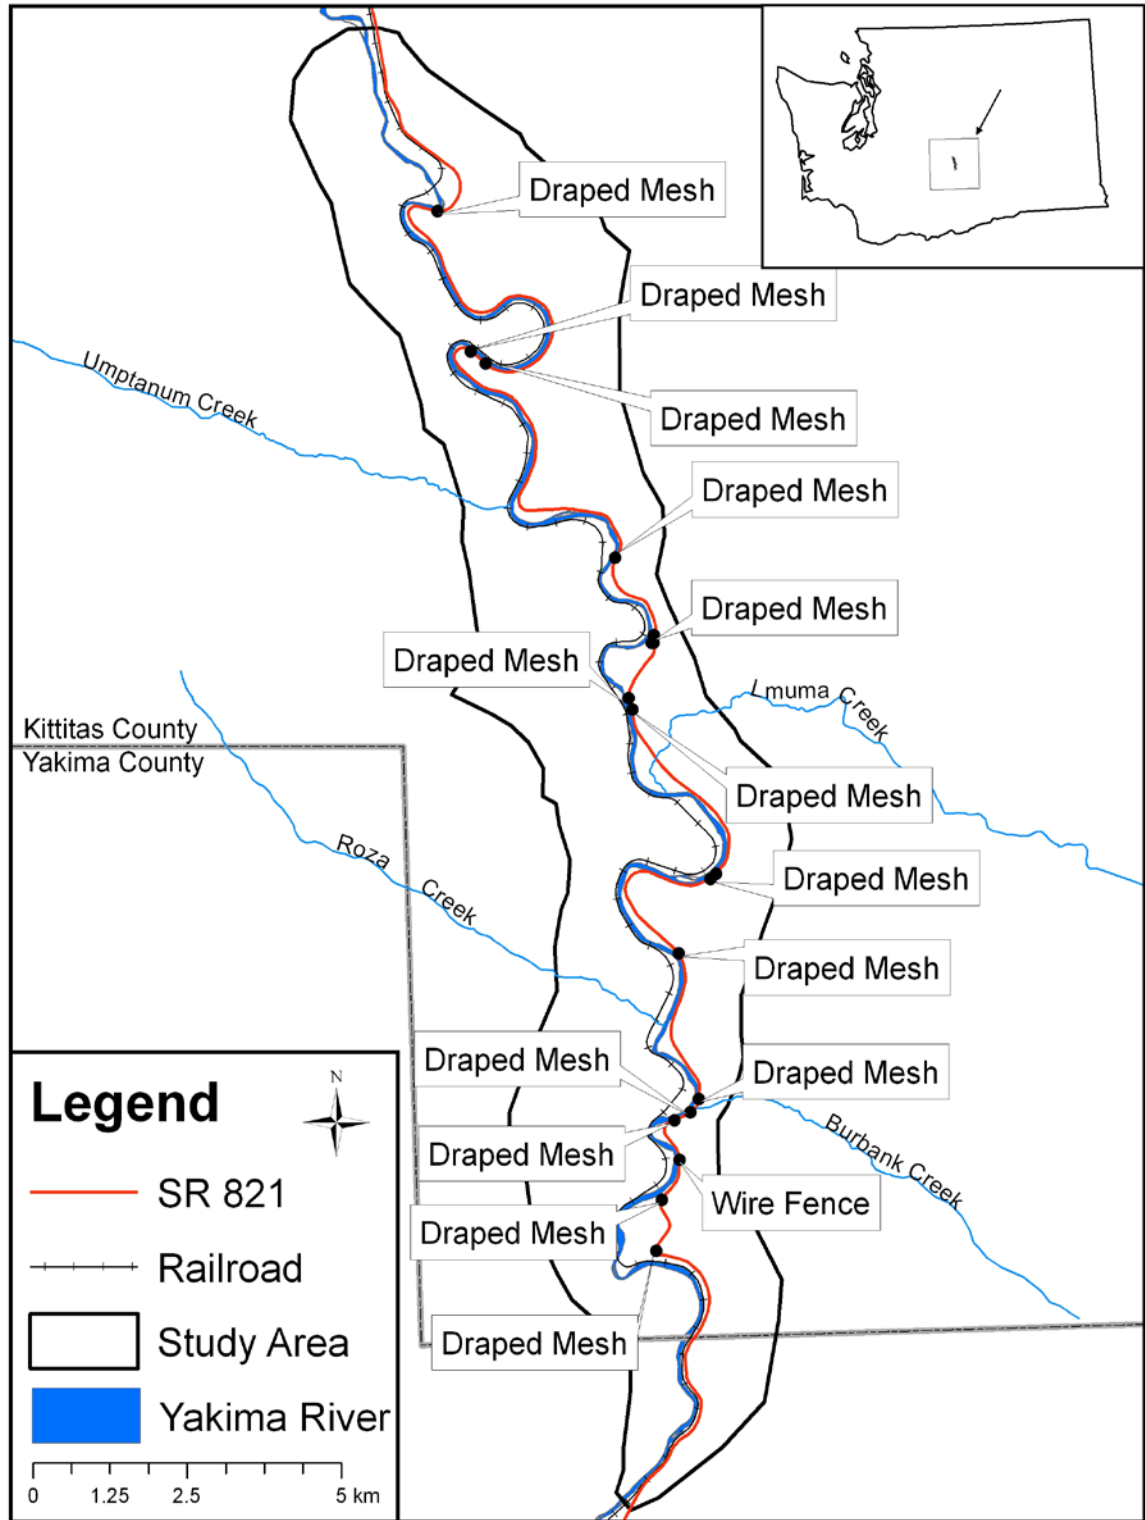 Draped Mesh
Draped Mesh
Umptanum Creek
Draped Mesh
Draped Mesh
Draped Mesh
Draped Mesh
Lmuma Creek
Kittitas County
Yakima County
Draped Mesh
Roza Creek
Draped Mesh
Draped Mesh
Draped Mesh
Draped Mesh
Burbank Creek
Draped Mesh
Wire Fence
Draped Mesh
Draped Mesh
Legend
N
SR 821
Railroad
Study Area
Yakima River
0 1.25 2.5 5 km